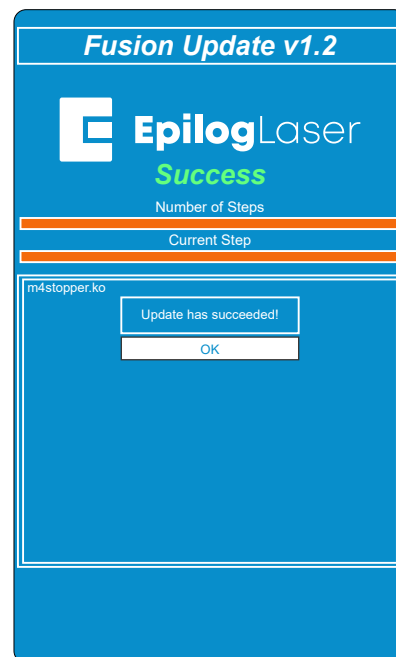 Fusion Update v1.2
EpilogLaser
Success
Number of Steps
Current Step
m4stopper.ko
Update has succeeded!
OK